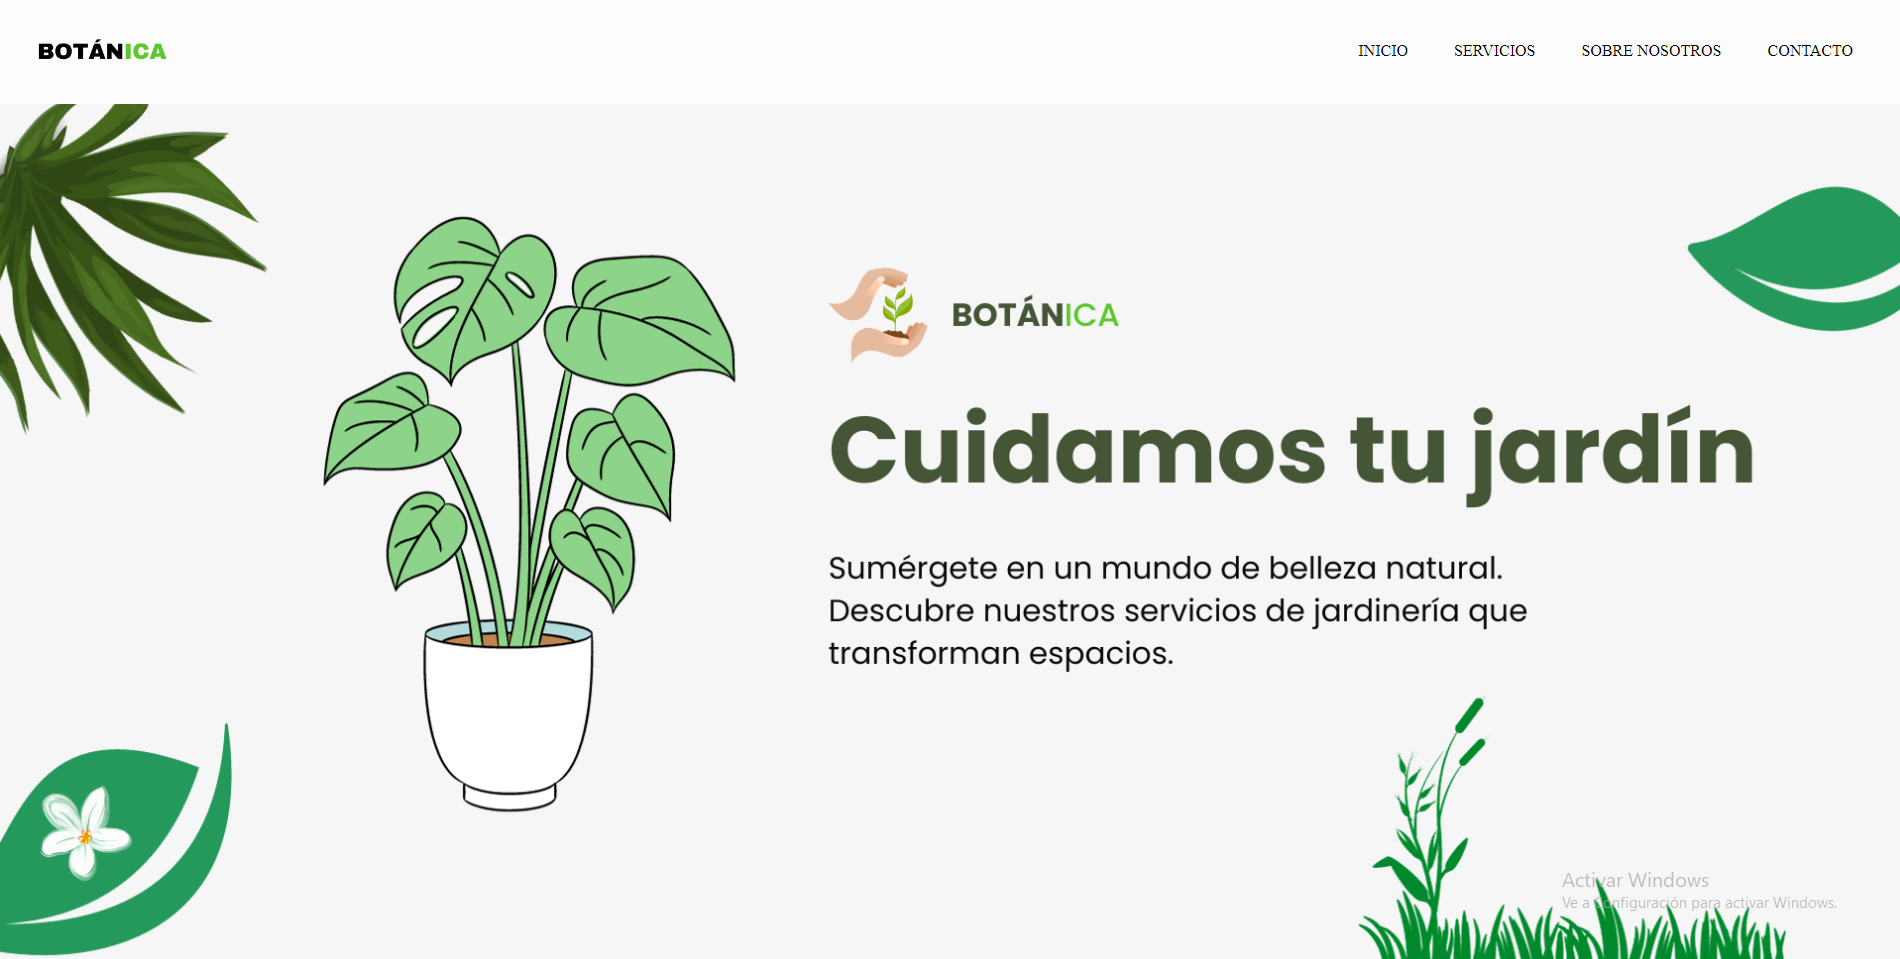 BOTÁNICA
INICIO SERVICIOS SOBRE NOSOTROS CONTACTO
BOTÁNICA
Cuidamos tu jardín
Sumérgete en un mundo de belleza natural.
Descubre nuestros servicios de jardinería que
transforman espacios.
Activar Windows
Ve a Configuración para activar Windows.